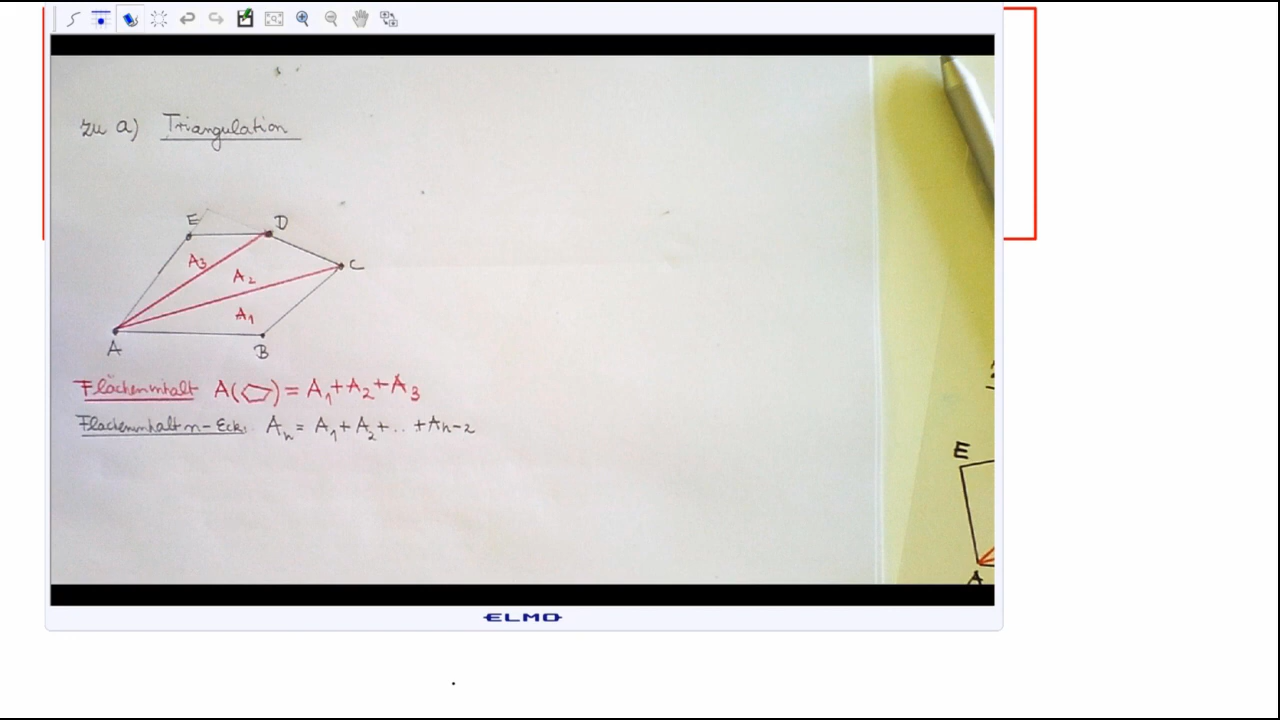 zu a) Triangulation
E D
A3
A2
C
A1
A B
Flächeninhalt A(⬠) = A₁+A₂+A₃
Flächeninhalt n-Eck: Aₙ = A₁+A₂+..+Aₙ₋₂
E
A
ELMO